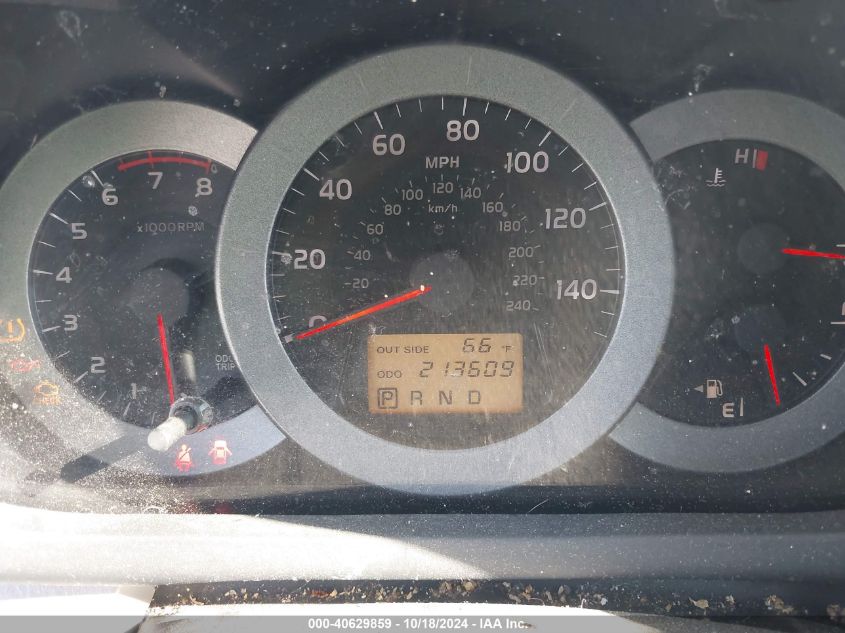 8
7
6
5
4
3
2
1
x1000RPM
ODO
TRIP
0
20
40
60
80
100
120
140
MPH
km/h
20
40
60
80
100
120
140
160
180
200
220
240
OUT SIDE 66 °F
ODO 213609
P R N D
H
E
000-40629859 - 10/18/2024 - IAA Inc.